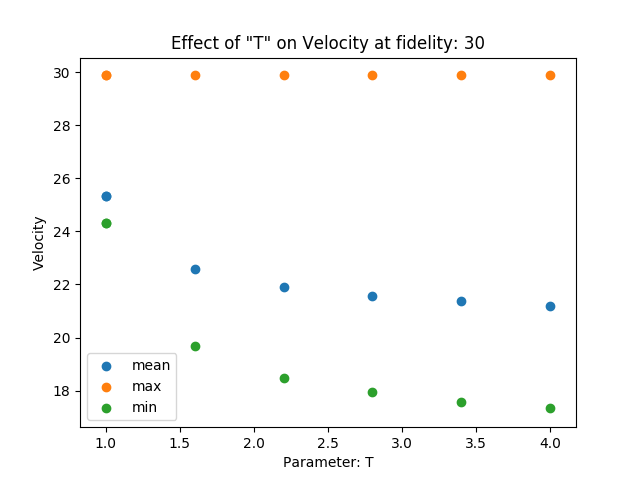 Effect of "T" on Velocity at fidelity: 30
30
28
26
24
22
20
18
Velocity
mean
max
min
1.0 1.5 2.0 2.5 3.0 3.5 4.0
Parameter: T